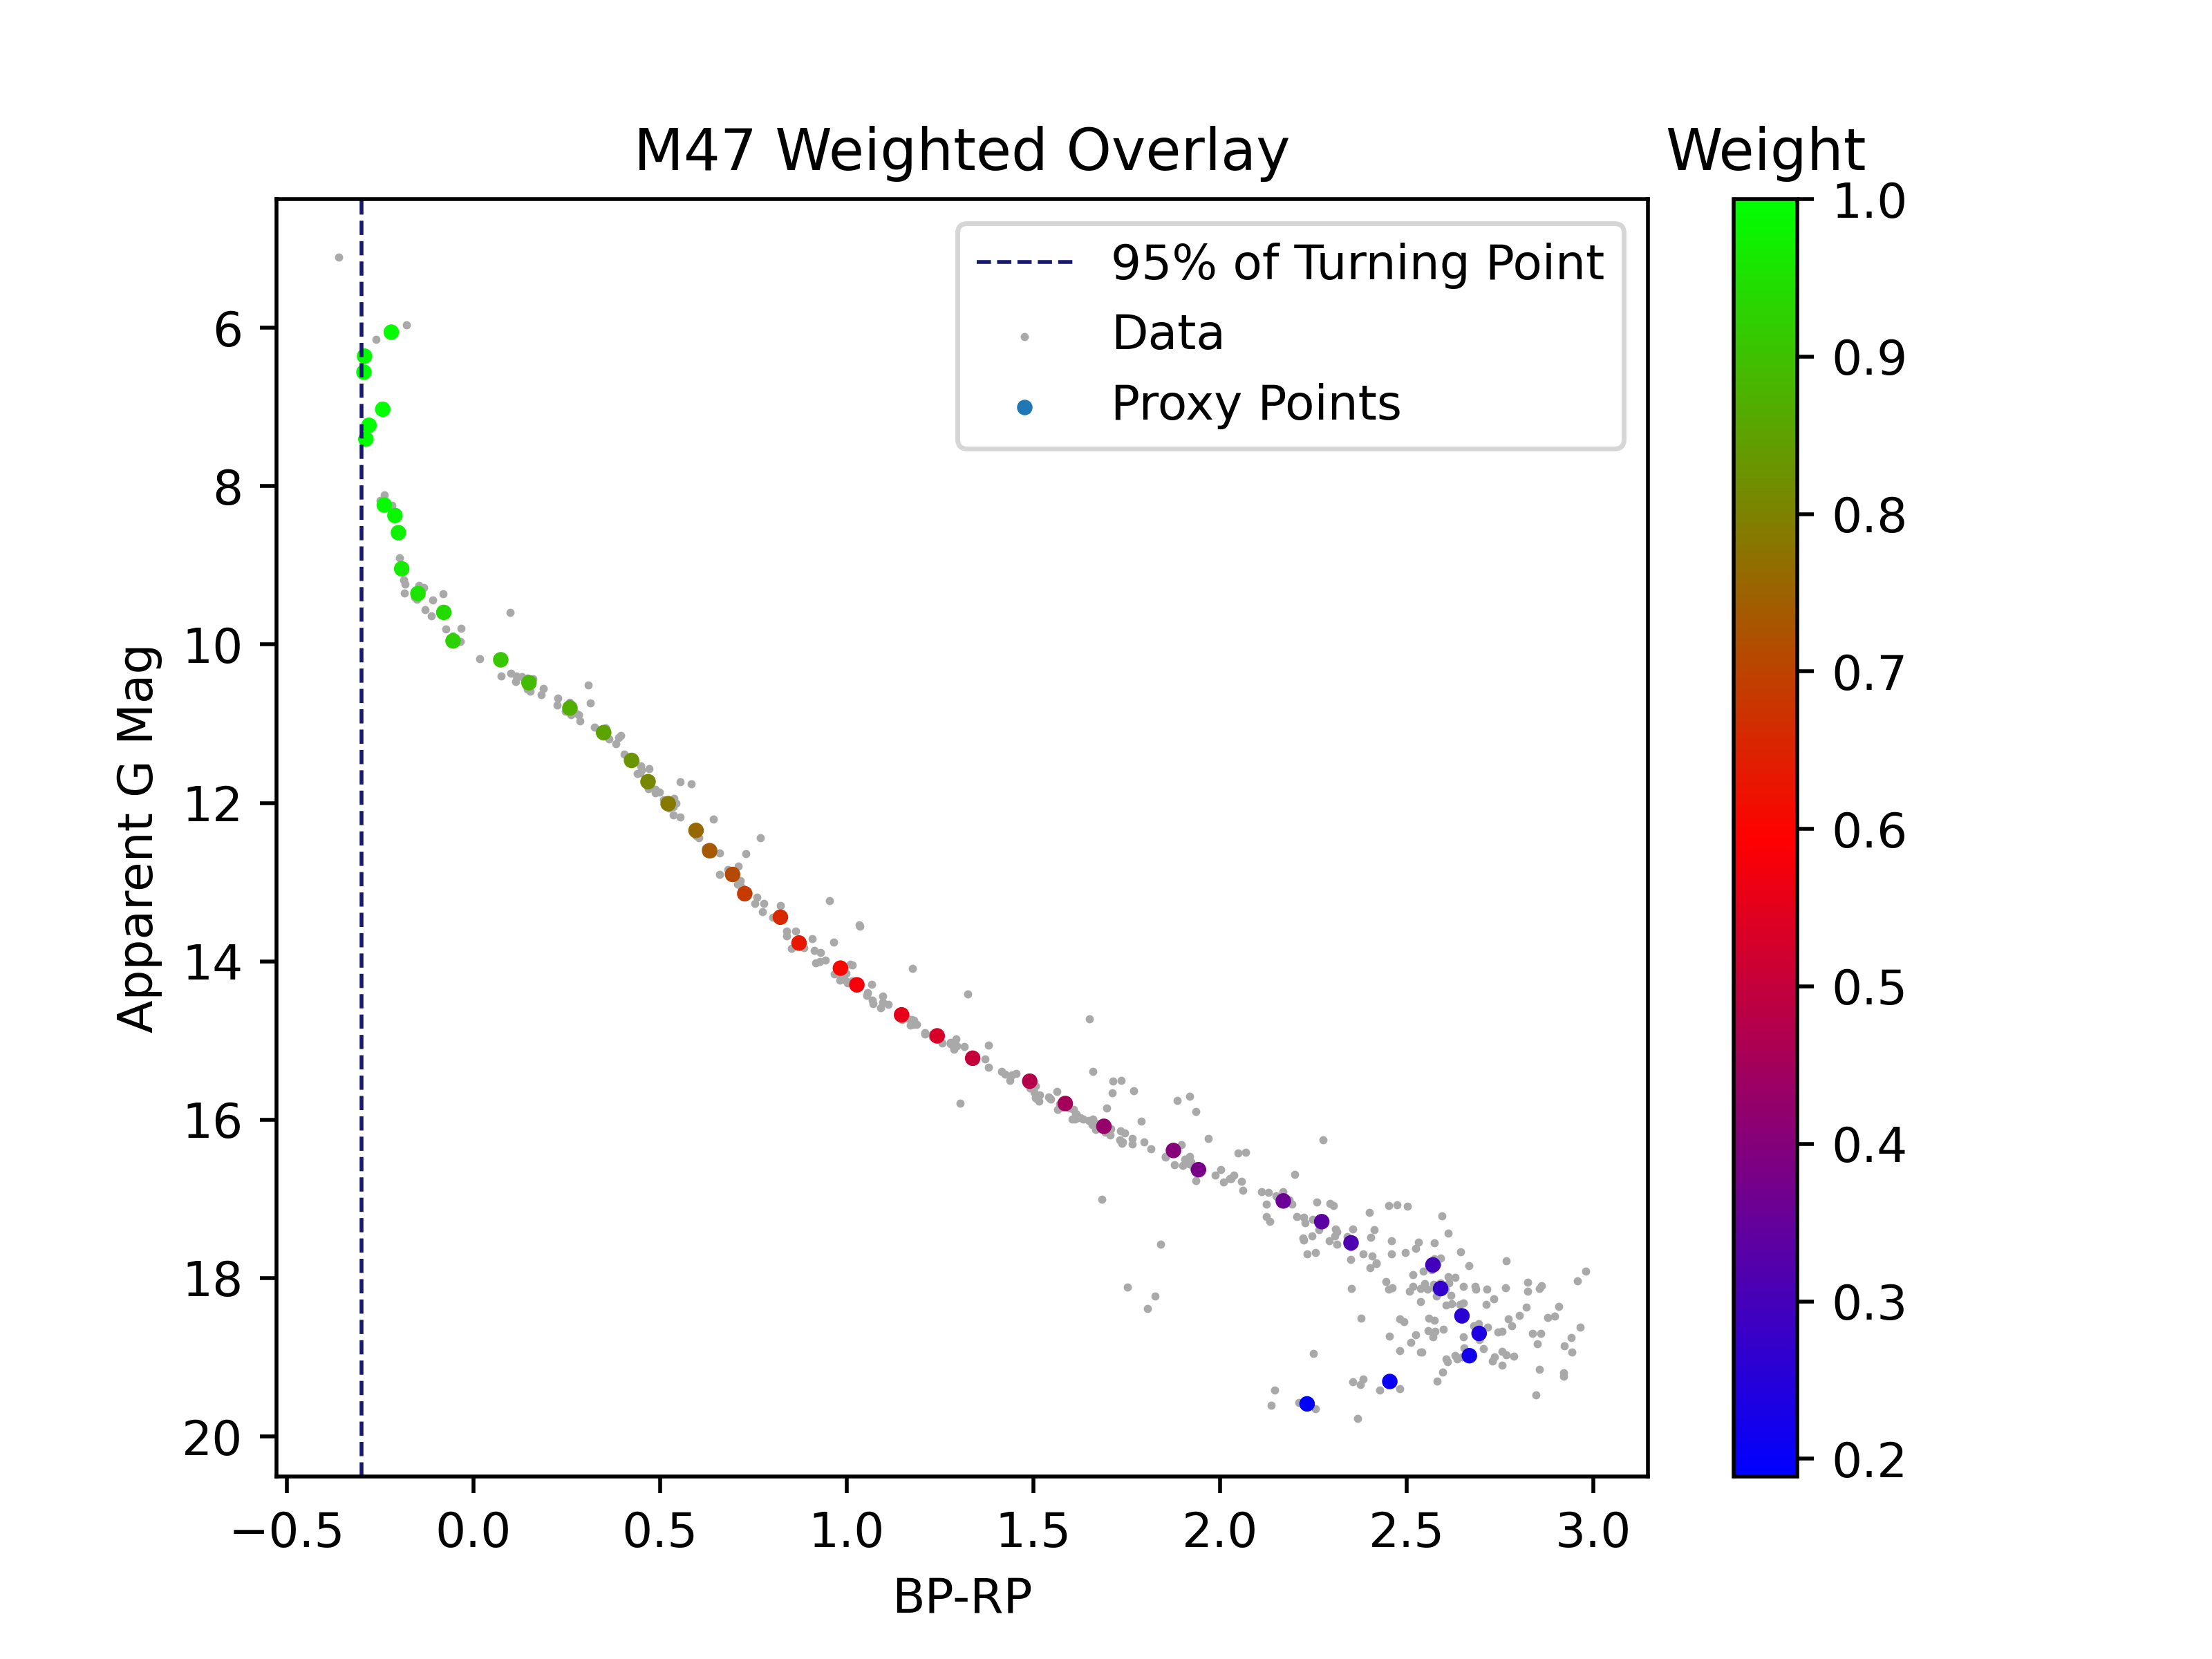 M47 Weighted Overlay
Weight
95% of Turning Point
Data
Proxy Points
Apparent G Mag
6
8
10
12
14
16
18
20
−0.5 0.0 0.5 1.0 1.5 2.0 2.5 3.0
BP-RP
1.0
0.9
0.8
0.7
0.6
0.5
0.4
0.3
0.2